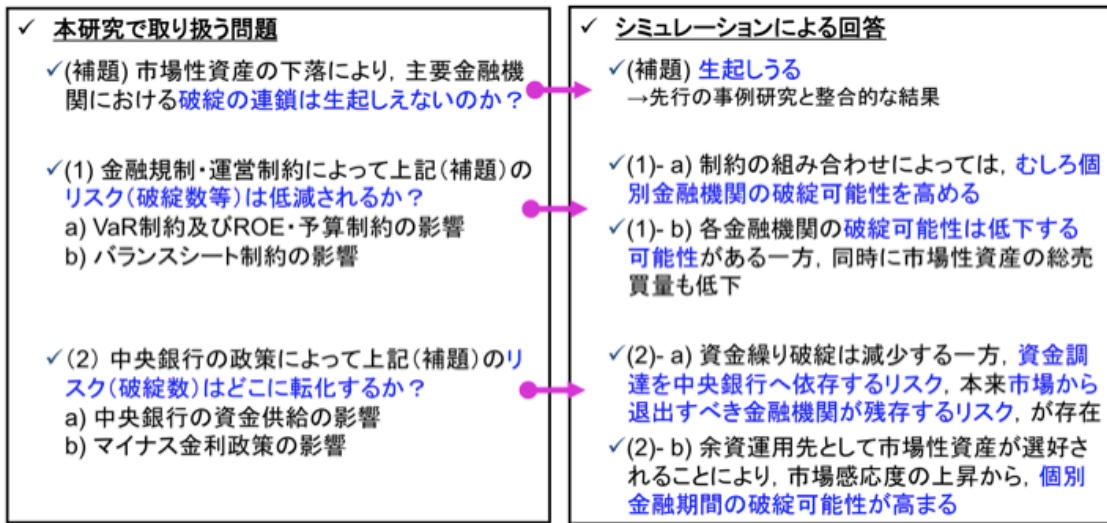 ✓ 本研究で取り扱う問題
✓(補題) 市場性資産の下落により, 主要金融機
関における破綻の連鎖は生起しえないのか？
✓(1) 金融規制・運営制約によって上記(補題)の
リスク(破綻数等)は低減されるか？
a) VaR制約及びROE・予算制約の影響
b) バランスシート制約の影響
✓(2) 中央銀行の政策によって上記(補題)のリ
スク(破綻数)はどこに転化するか？
a) 中央銀行の資金供給の影響
b) マイナス金利政策の影響
✓ シミュレーションによる回答
✓(補題) 生起しうる
→先行の事例研究と整合的な結果
✓(1)- a) 制約の組み合わせによっては, むしろ個
別金融機関の破綻可能性を高める
✓(1)- b) 各金融機関の破綻可能性は低下する
可能性がある一方, 同時に市場性資産の総売
買量も低下
✓(2)- a) 資金繰り破綻は減少する一方, 資金調
達を中央銀行へ依存するリスク, 本来市場から
退出すべき金融機関が残存するリスク, が存在
✓(2)- b) 余資運用先として市場性資産が選好さ
れることにより, 市場感応度の上昇から, 個別
金融期間の破綻可能性が高まる